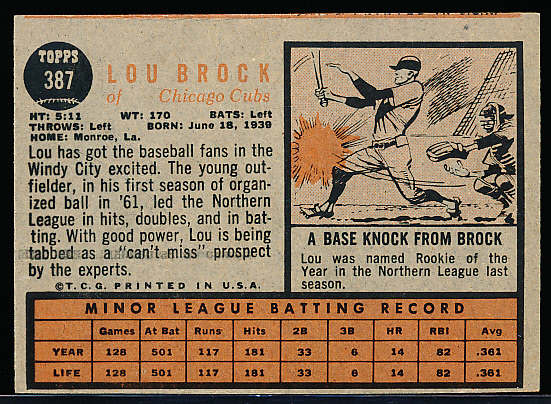 TOPPS
387
LOU BROCK
of Chicago Cubs
HT: 5:11 WT: 170 BATS: Left
THROWS: Left BORN: June 18, 1939
HOME: Monroe, La.
Lou has got the baseball fans in the
Windy City excited. The young out-
fielder, in his first season of organ-
ized ball in '61, led the Northern
League in hits, doubles, and in bat-
ting. With good power, Lou is being
tabbed as a "can't miss" prospect
by the experts.
©T.C.G. PRINTED IN U.S.A.
A BASE KNOCK FROM BROCK
Lou was named Rookie of the
Year in the Northern League last
season.
MINOR LEAGUE BATTING RECORD
Games At Bat Runs Hits 2B 3B HR RBI Avg
YEAR 128 501 117 181 33 6 14 82 .361
LIFE 128 501 117 181 33 6 14 82 .361